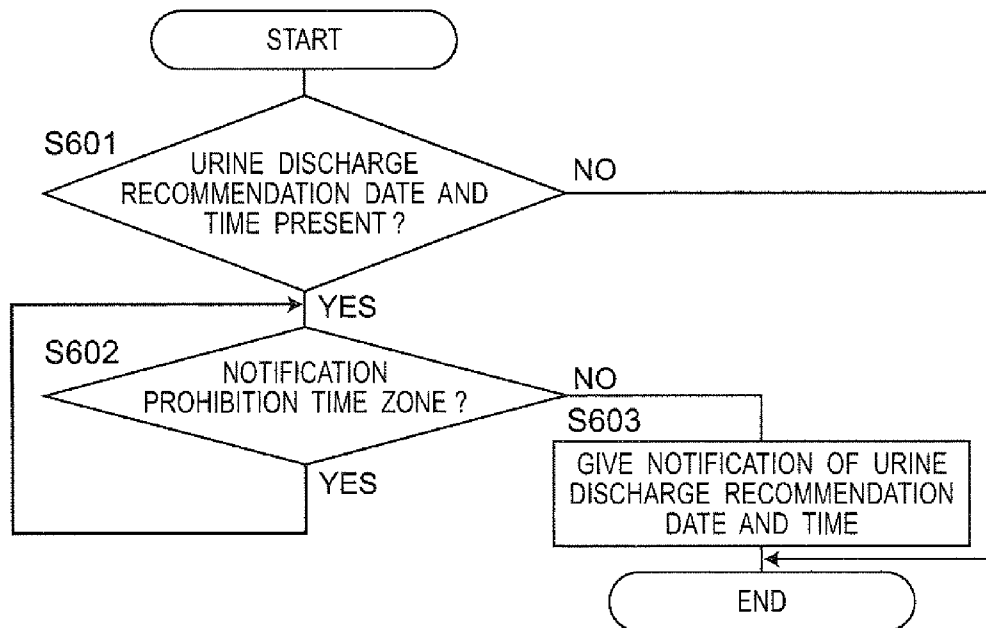 START
S601
URINE DISCHARGE
RECOMMENDATION DATE AND
TIME PRESENT ?
NO
YES
S602
NOTIFICATION
PROHIBITION TIME ZONE ?
NO
YES
S603
GIVE NOTIFICATION OF URINE
DISCHARGE RECOMMENDATION
DATE AND TIME
END